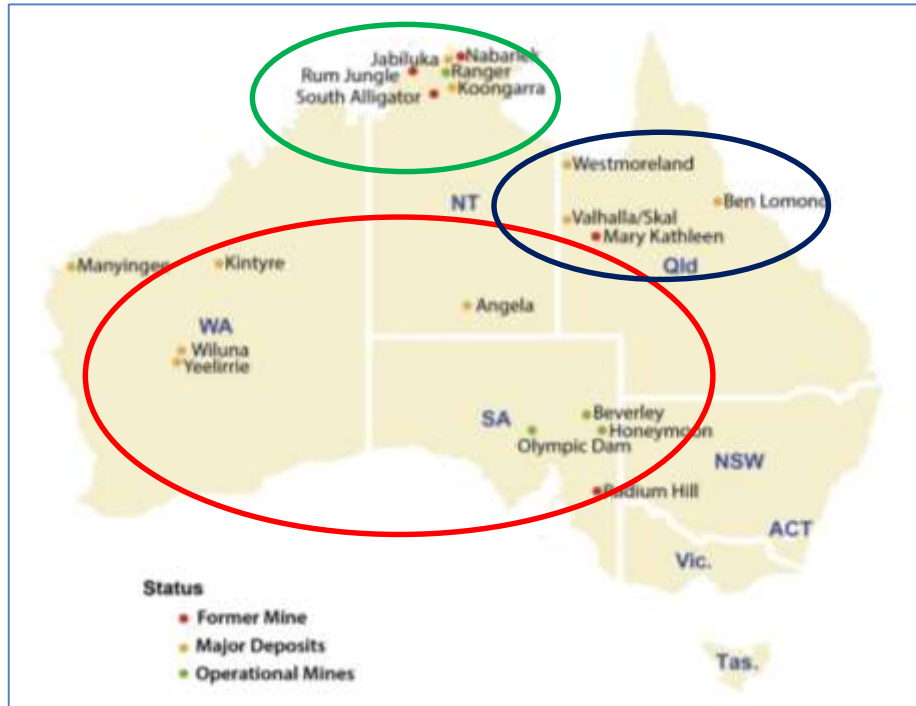 Jabiluka
Nabarlek
Rum Jungle
Ranger
South Alligator
Koongarra
Westmoreland
NT
Ben Lomond
Valhalla/Skal
Mary Kathleen
Qld
Manyingee
Kintyre
Angela
WA
Wiluna
Yeelirrie
SA
Beverley
Honeymoon
Olympic Dam
NSW
Radium Hill
ACT
Vic.
Status
Former Mine
Major Deposits
Operational Mines
Tas.